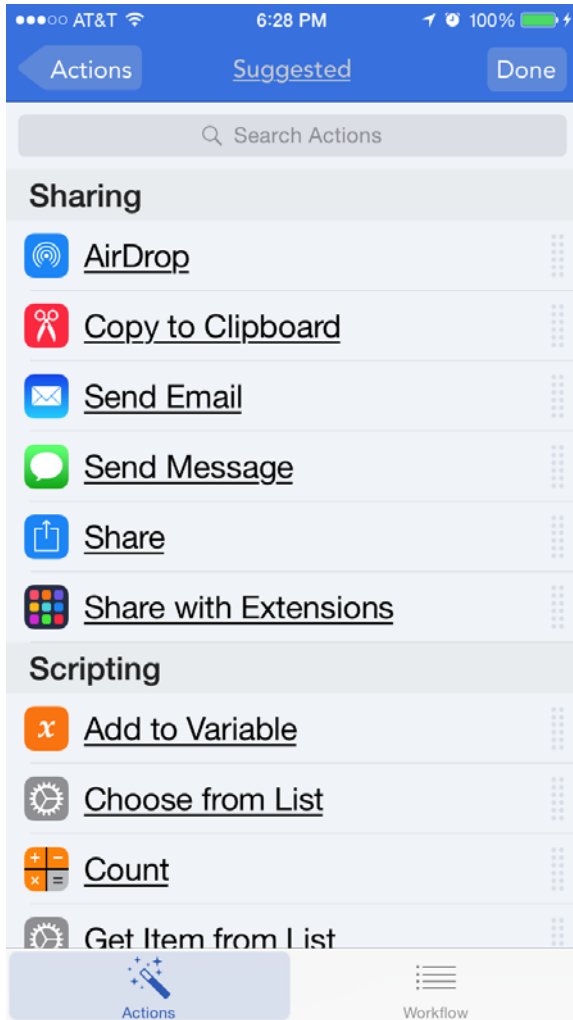 AT&T 6:28 PM 100%
Actions Suggested Done
Search Actions
Sharing
AirDrop
Copy to Clipboard
Send Email
Send Message
Share
Share with Extensions
Scripting
x Add to Variable
Choose from List
+ − × = Count
Get Item from List
Actions Workflow